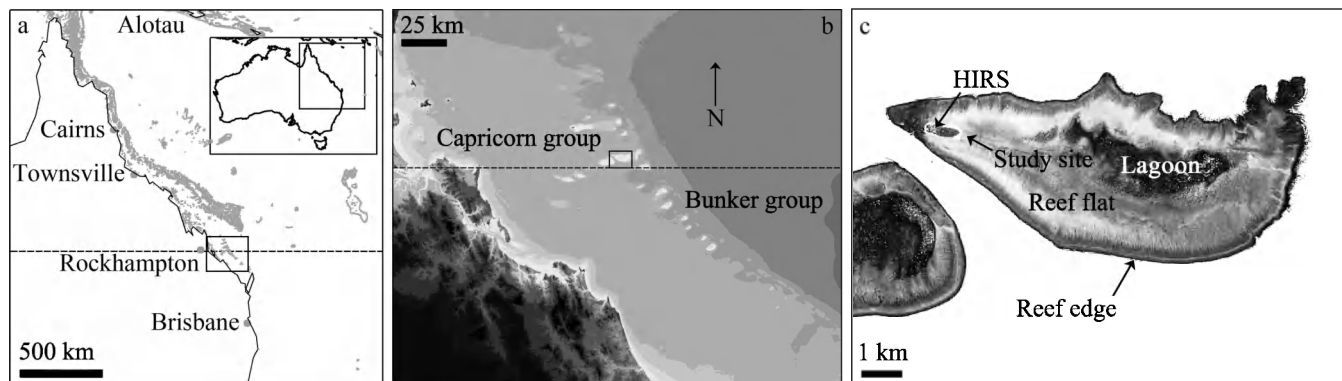 a
Alotau
Cairns
Townsville
Rockhampton
Brisbane
500 km
25 km
b
N
Capricorn group
Bunker group
c
HIRS
Study site
Lagoon
Reef flat
Reef edge
1 km